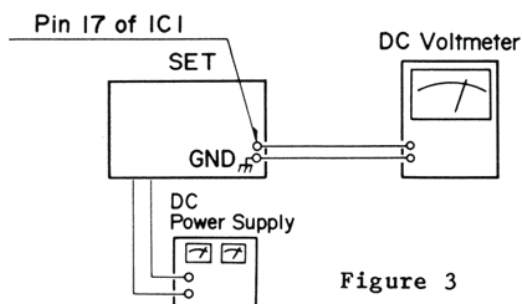 Pin 17 of IC1
DC Voltmeter
SET
GND
DC
Power Supply
Figure 3